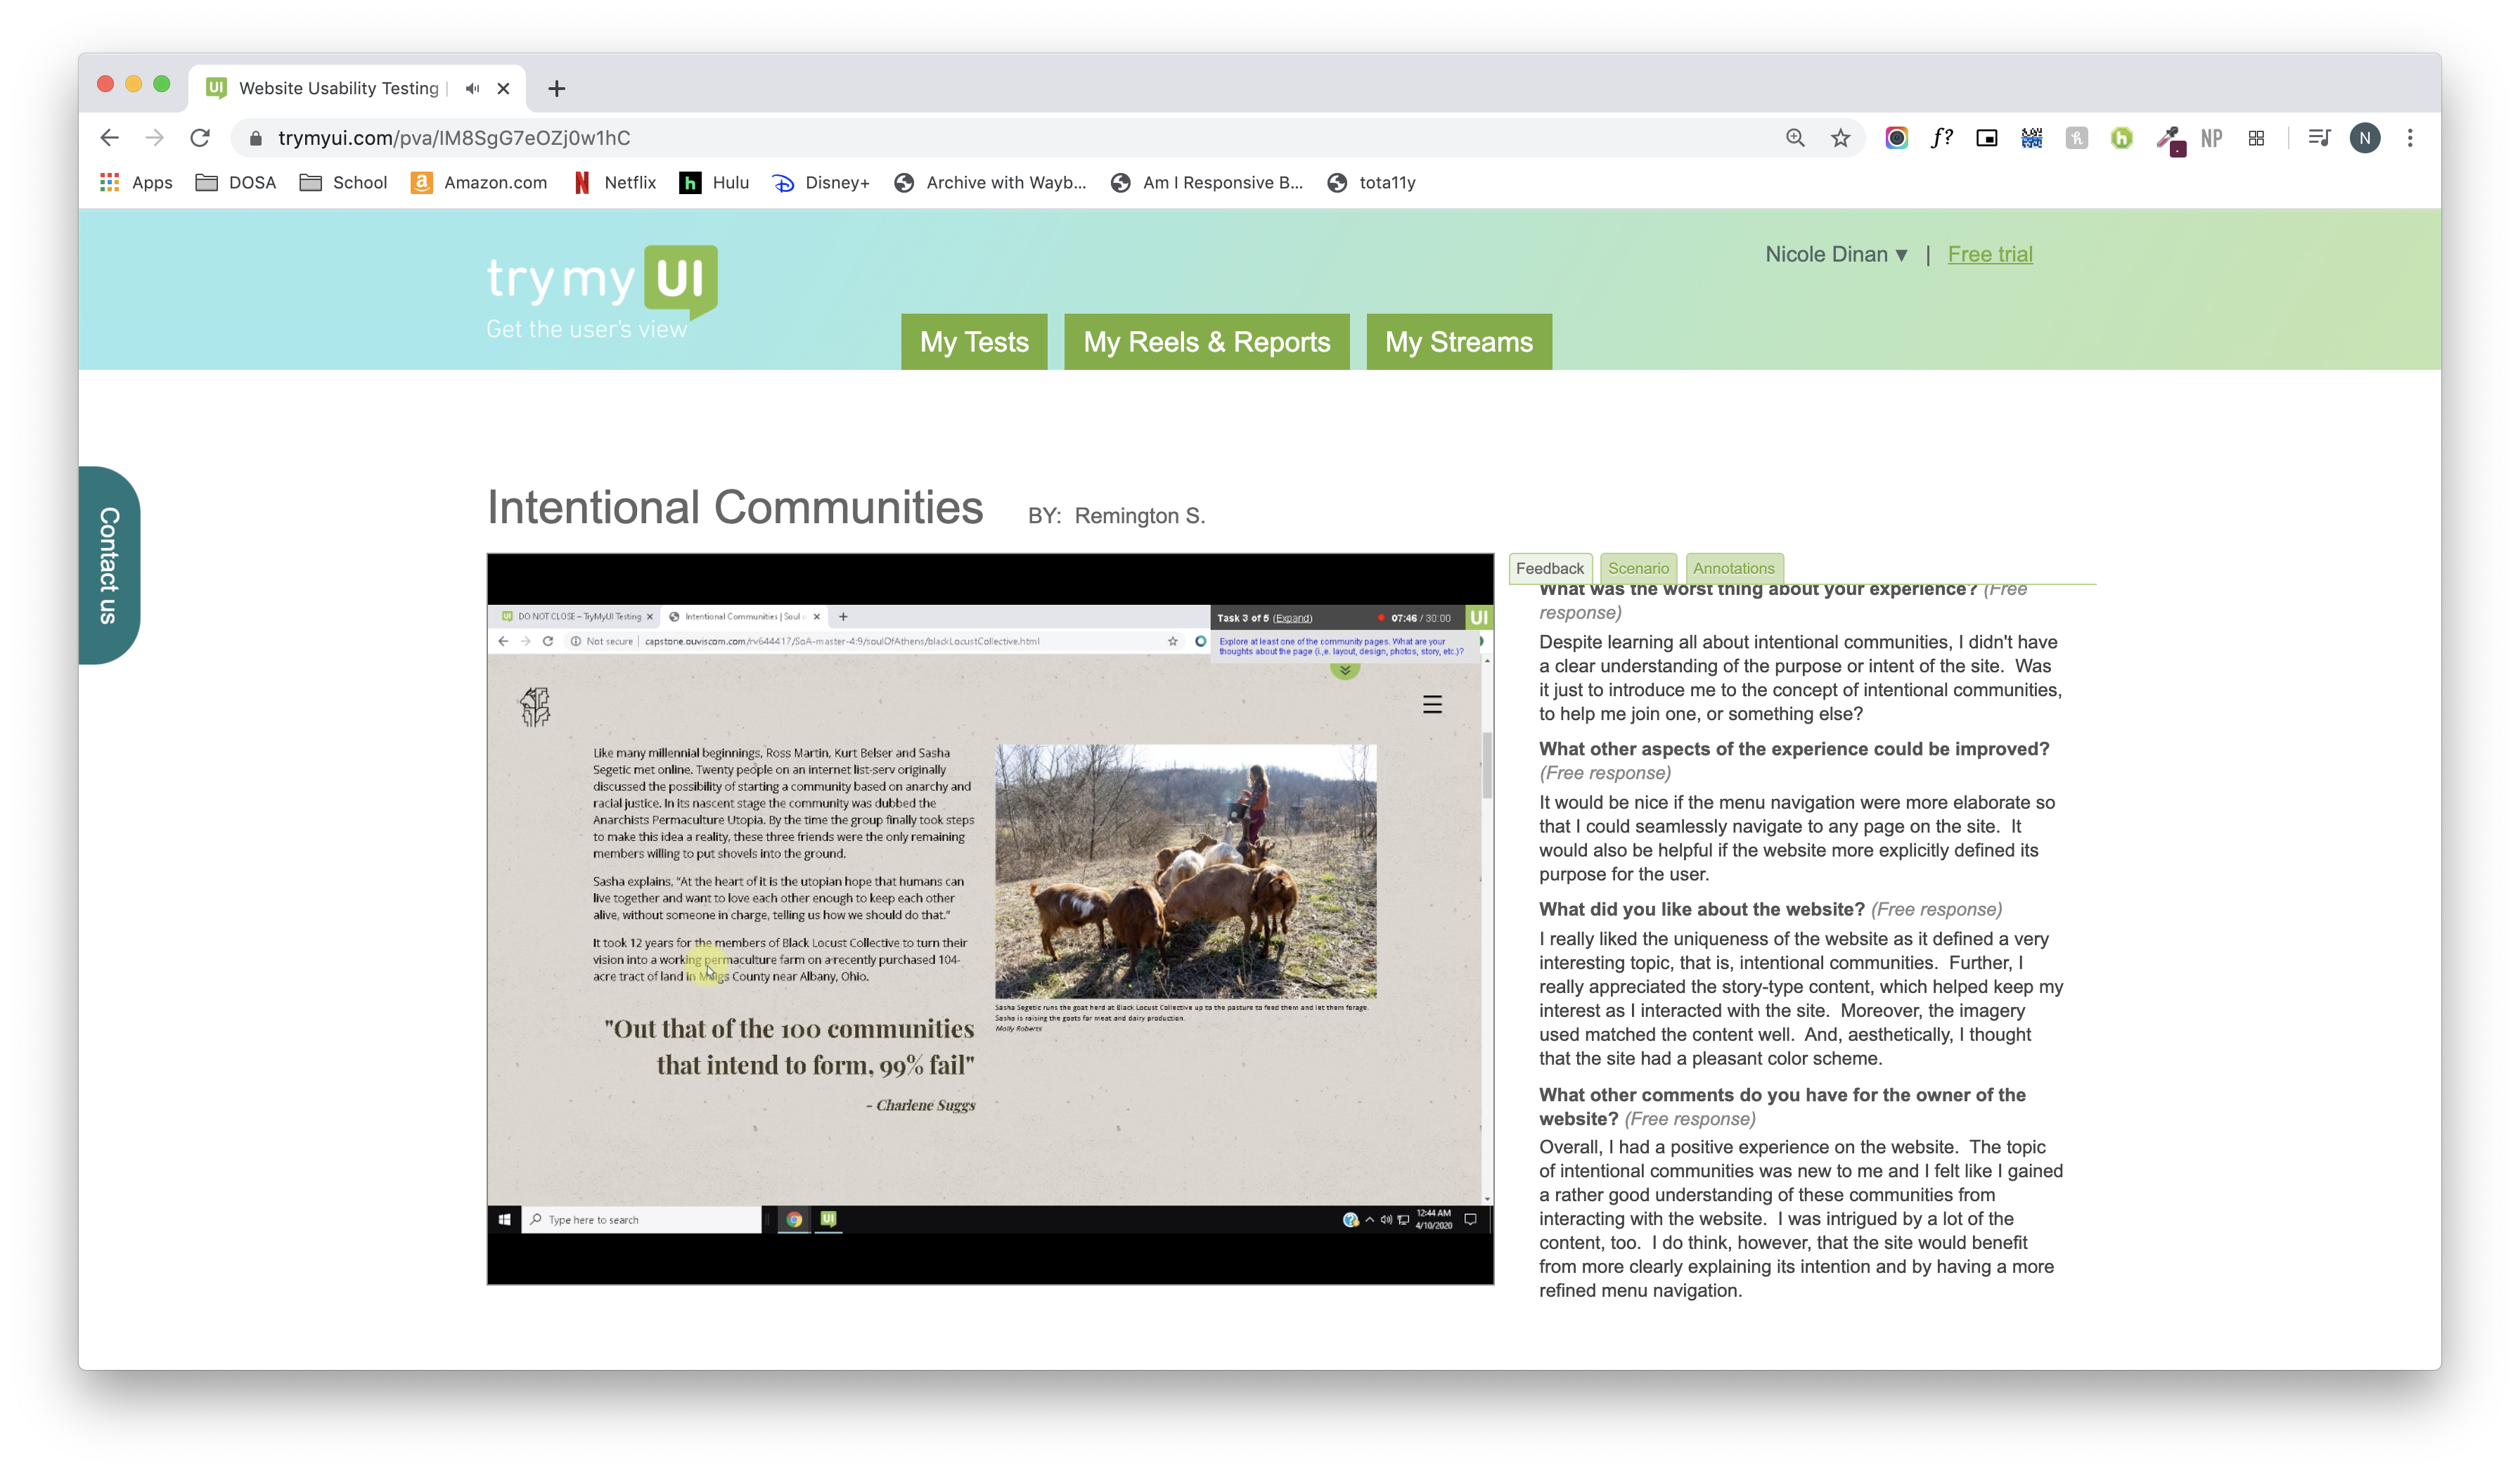 Website Usability Testing |
trymyui.com/pva/lM8SgG7eOZj0w1hC
f?
NP
N
Apps
DOSA
School
Amazon.com
Netflix
Hulu
Disney+
Archive with Wayb...
Am I Responsive B...
tota11y
try my UI
Get the user's view
Nicole Dinan ▼ | Free trial
My Tests
My Reels & Reports
My Streams
Contact us
Intentional Communities
BY: Remington S.
DO NOT CLOSE – TryMyUI Testing
Intentional Communities | Soul o
Task 3 of 5 (Expand)
07:46 / 30:00
UI
Not secure | capstone.ouviscom.com/rv644417/SoA-master-4:9/soulOfAthens/blackLocustCollective.html
Explore at least one of the community pages. What are your
thoughts about the page (i.,e. layout, design, photos, story, etc.)?
Like many millennial beginnings, Ross Martin, Kurt Belser and Sasha
Segetic met online. Twenty people on an internet list-serv originally
discussed the possibility of starting a community based on anarchy and
racial justice. In its nascent stage the community was dubbed the
Anarchists Permaculture Utopia. By the time the group finally took steps
to make this idea a reality, these three friends were the only remaining
members willing to put shovels into the ground.
Sasha explains, “At the heart of it is the utopian hope that humans can
live together and want to love each other enough to keep each other
alive, without someone in charge, telling us how we should do that.”
It took 12 years for the members of Black Locust Collective to turn their
vision into a working permaculture farm on a recently purchased 104-
acre tract of land in Meigs County near Albany, Ohio.
"Out that of the 100 communities
that intend to form, 99% fail"
– Charlene Suggs
Sasha Segetic runs the goat herd at Black Locust Collective up to the pasture to feed them and let them forage.
Sasha is raising the goats for meat and dairy production.
Molly Roberts
Type here to search
UI
12:44 AM
4/10/2020
Feedback
Scenario
Annotations
What was the worst thing about your experience? (Free
response)
Despite learning all about intentional communities, I didn't have
a clear understanding of the purpose or intent of the site. Was
it just to introduce me to the concept of intentional communities,
to help me join one, or something else?
What other aspects of the experience could be improved?
(Free response)
It would be nice if the menu navigation were more elaborate so
that I could seamlessly navigate to any page on the site. It
would also be helpful if the website more explicitly defined its
purpose for the user.
What did you like about the website? (Free response)
I really liked the uniqueness of the website as it defined a very
interesting topic, that is, intentional communities. Further, I
really appreciated the story-type content, which helped keep my
interest as I interacted with the site. Moreover, the imagery
used matched the content well. And, aesthetically, I thought
that the site had a pleasant color scheme.
What other comments do you have for the owner of the
website? (Free response)
Overall, I had a positive experience on the website. The topic
of intentional communities was new to me and I felt like I gained
a rather good understanding of these communities from
interacting with the website. I was intrigued by a lot of the
content, too. I do think, however, that the site would benefit
from more clearly explaining its intention and by having a more
refined menu navigation.